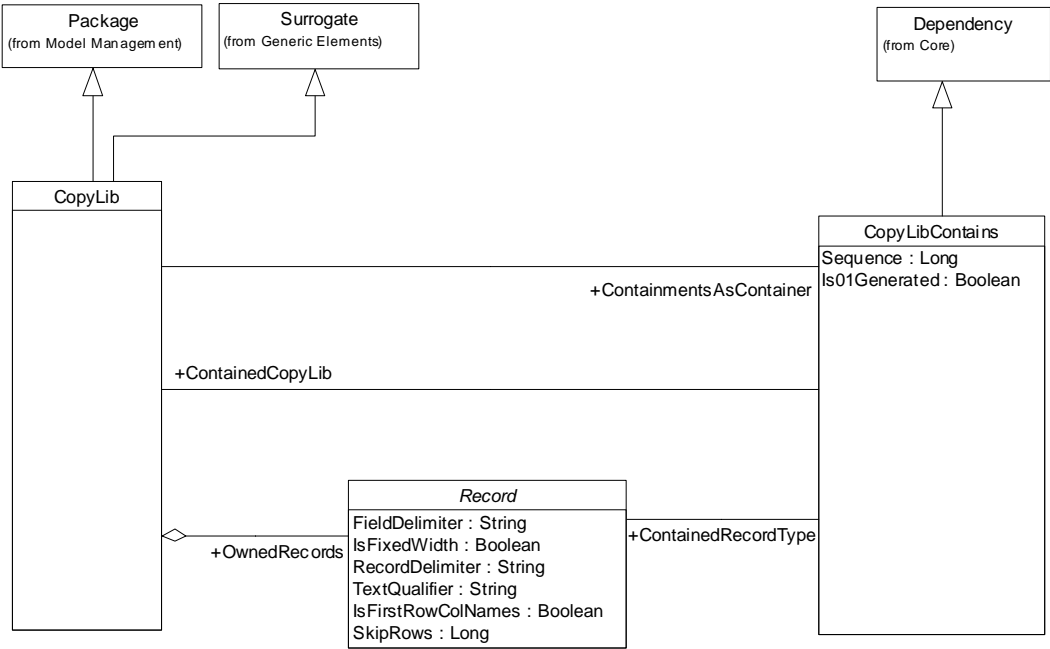 Package
(from Model Management)
Surrogate
(from Generic Elements)
Dependency
(from Core)
CopyLib
CopyLibContains
Sequence : Long
Is01Generated : Boolean
+ContainmentsAsContainer
+ContainedCopyLib
Record
FieldDelimiter : String
IsFixedWidth : Boolean
RecordDelimiter : String
TextQualifier : String
IsFirstRowColNames : Boolean
SkipRows : Long
+OwnedRecords
+ContainedRecordType